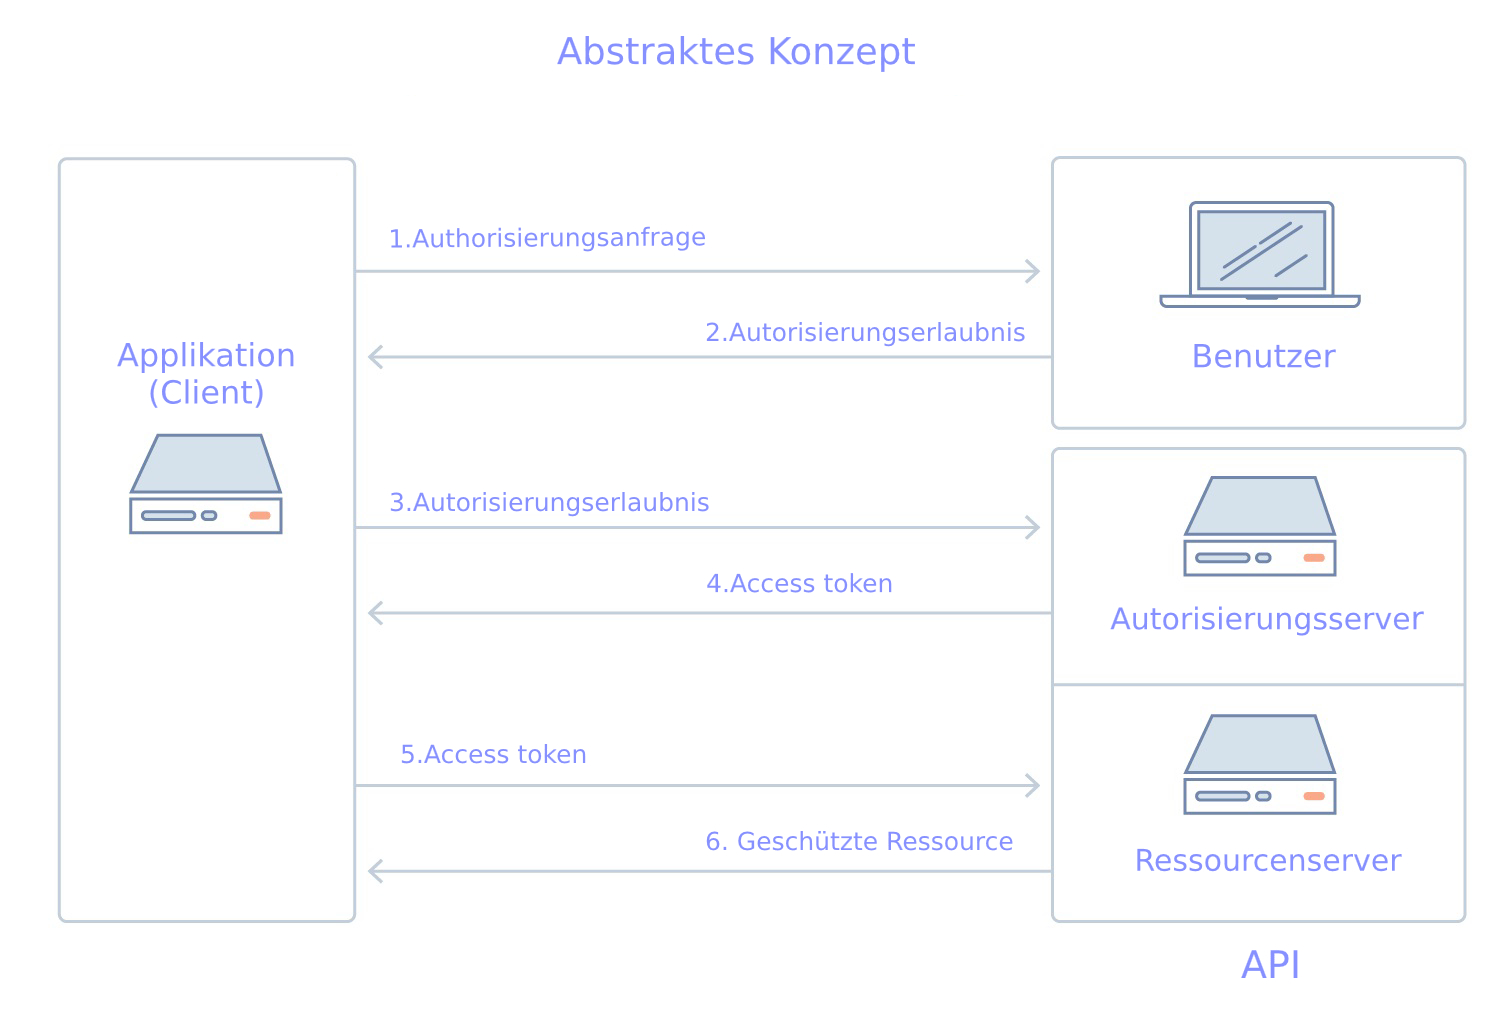 Abstraktes Konzept
1.Authorisierungsanfrage
2.Autorisierungserlaubnis
Applikation
(Client)
Benutzer
3.Autorisierungserlaubnis
4.Access token
Autorisierungsserver
5.Access token
6. Geschützte Ressource
Ressourcenserver
API